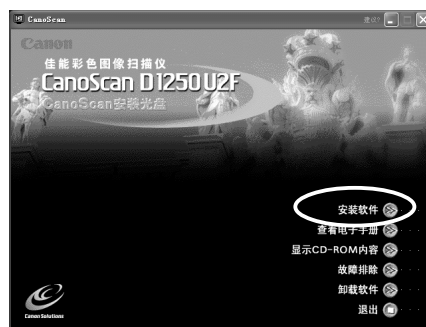 CanoScan
Canon
佳能彩色图像扫描仪
CanoScan D1250U2F
CanoScan安装光盘
安装软件
查看电子手册
显示CD-ROM内容
故障排除
卸载软件
退出
Canon Solutions